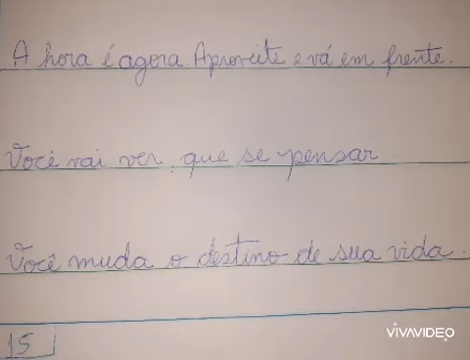 A hora é agora. Aproveite e vá em frente.
Você vai ver, que se pensar
Você muda o destino de sua vida.
15
VIVAVIDEO